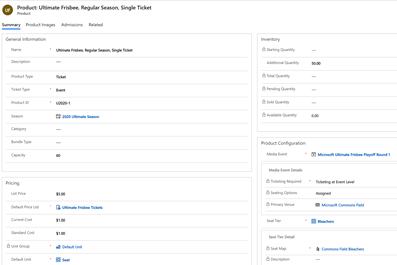 UF
Product: Ultimate Frisbee, Regular Season, Single Ticket
Product
Summary Product Images Admissions Related
General Information
Name * Ultimate Frisbee, Regular Season, Single Ticket
Description ---
Product Type Ticket
Ticket Type * Event
Product ID * U2020-1
Season 2020 Ultimate Season
Category ---
Bundle Type ---
Capacity 60
Pricing
List Price $5.00
Default Price List * Ultimate Frisbee Tickets
Current Cost $1.00
Standard Cost $1.00
Unit Group * Default Unit
Default Unit * Seat
Inventory
Starting Quantity ---
Additional Quantity 50.00
Total Quantity ---
Pending Quantity ---
Sold Quantity ---
Available Quantity 0.00
Product Configuration
Media Event * Microsoft Ultimate Frisbee Playoff Round 1
Media Event Details
Ticketing Required * Ticketing at Event Level
Seating Options Assigned
Primary Venue Microsoft Commons Field
Seat Tier * Bleachers
Seat Tier Detail
Seat Map * Commons Field Bleachers
Description ---